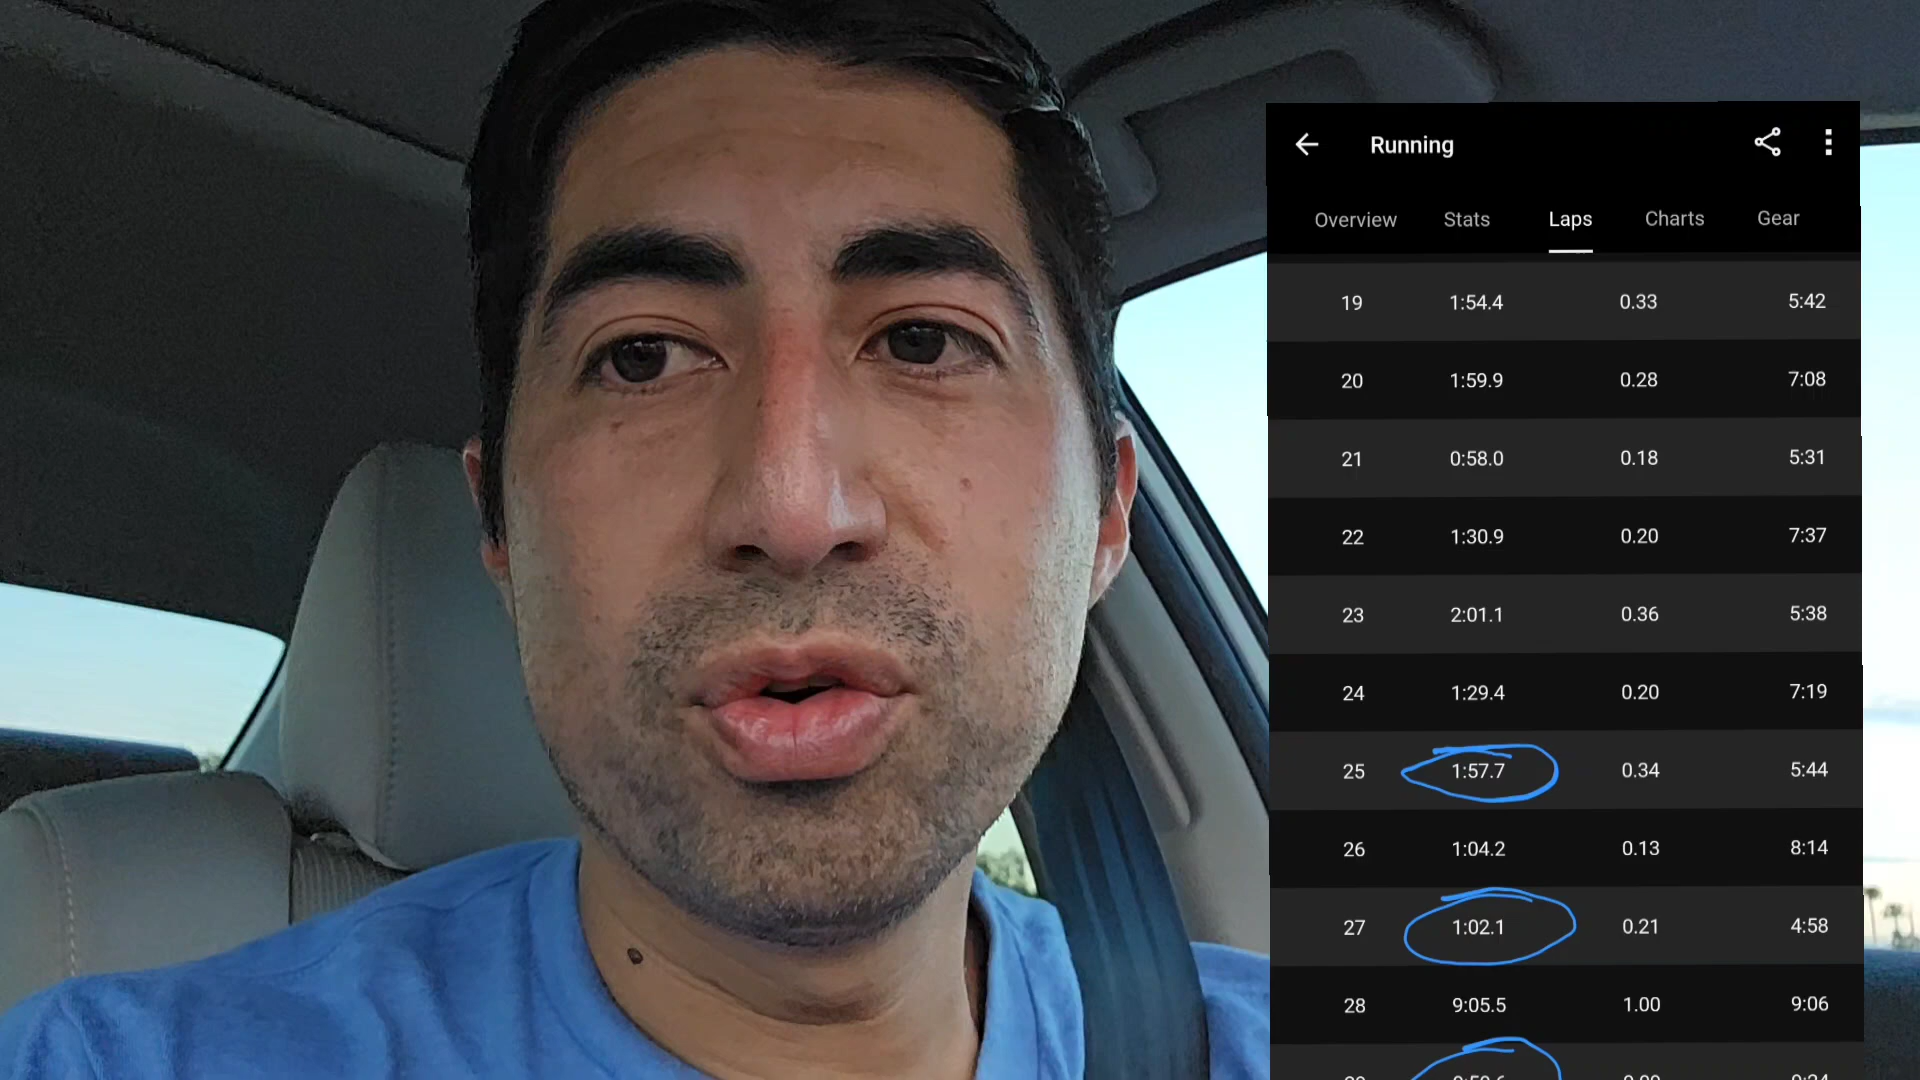 Running
Overview Stats Laps Charts Gear
19 1:54.4 0.33 5:42
20 1:59.9 0.28 7:08
21 0:58.0 0.18 5:31
22 1:30.9 0.20 7:37
23 2:01.1 0.36 5:38
24 1:29.4 0.20 7:19
25 1:57.7 0.34 5:44
26 1:04.2 0.13 8:14
27 1:02.1 0.21 4:58
28 9:05.5 1.00 9:06